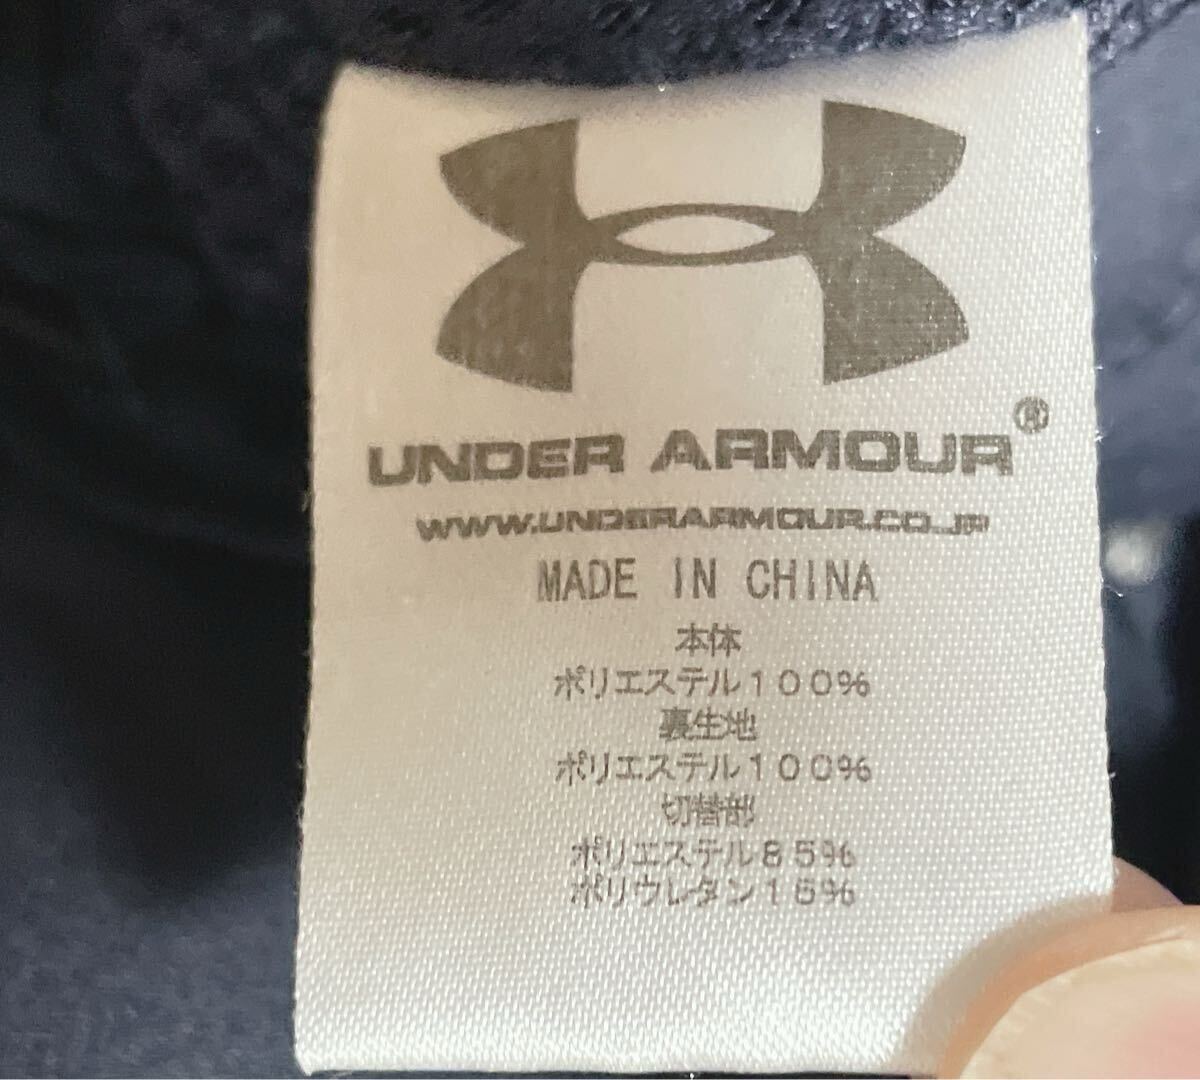 UNDER ARMOUR®
WWW.UNDERARMOUR.CO.JP
MADE IN CHINA
本体
ポリエステル100%
裏生地
ポリエステル100%
切替部
ポリエステル85%
ポリウレタン15%